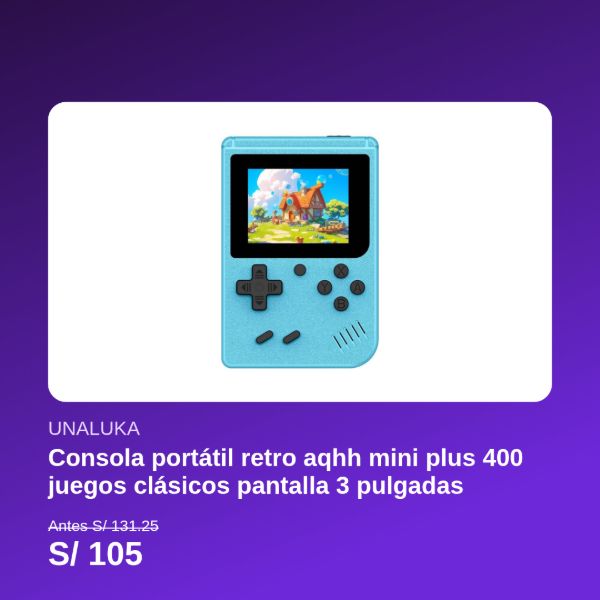 X
Y
A
B
UNALUKA
Consola portátil retro aqhh mini plus 400
juegos clásicos pantalla 3 pulgadas
Antes S/ 131.25
S/ 105